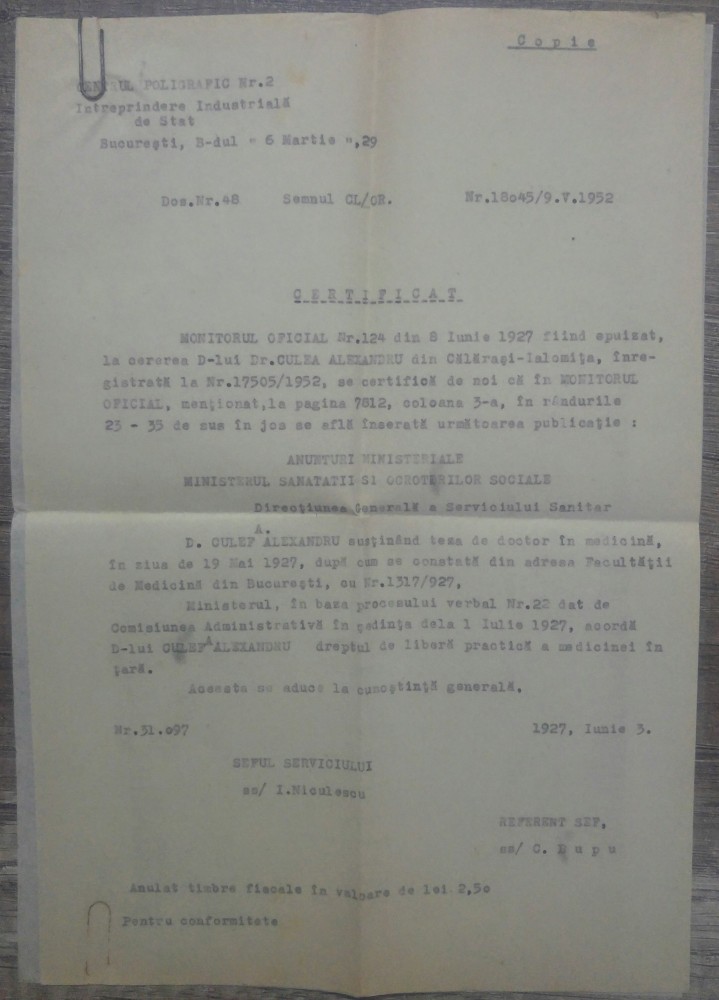 Copie
CENTRUL POLIGRAFIC Nr.2
Intreprindere Industrială
de Stat
Bucureşti, B-dul " 6 Martie ",29
Dos.Nr.48 Semnul CL/OR. Nr.18o45/9.V.1952
CERTIFICAT
MONITORUL OFICIAL Nr.124 din 8 Iunie 1927 fiind epuizat,
la cererea D-lui Dr.CULEA ALEXANDRU din Călăraşi-Ialomiţa, înre-
gistrată la Nr.17505/1952, se certifică de noi că în MONITORUL
OFICIAL, menţionat,la pagina 7812, coloana 3-a, în rândurile
23 - 35 de sus în jos se află inserată următoarea publicaţie :
ANUNTURI MINISTERIALE
MINISTERUL SANATATII SI OCROTIRILOR SOCIALE
Direcţiunea Generală a Serviciului Sanitar
A.
D. CULEF ALEXANDRU susţinând teza de doctor în medicină,
în ziua de 19 Mai 1927, după cum se constată din adresa Facultăţii
de Medicină din Bucureşti, cu Nr.1317/927,
Ministerul, în baza procesului verbal Nr.22 dat de
Comisiunea Administrativă în şedinţa dela 1 Iulie 1927, acordă
A
D-lui CULEF ALEXANDRU dreptul de liberă practică a medicinei în
ţară.
Aceasta se aduce la cunoştinţă generală.
Nr.31.o97 1927, Iunie 3.
SEFUL SERVICIULUI
ss/ I.Niculescu
REFERENT SEF,
ss/ C. Dupu
Anulat timbre fiscale în valoare de lei 2,5o
Pentru conformitate